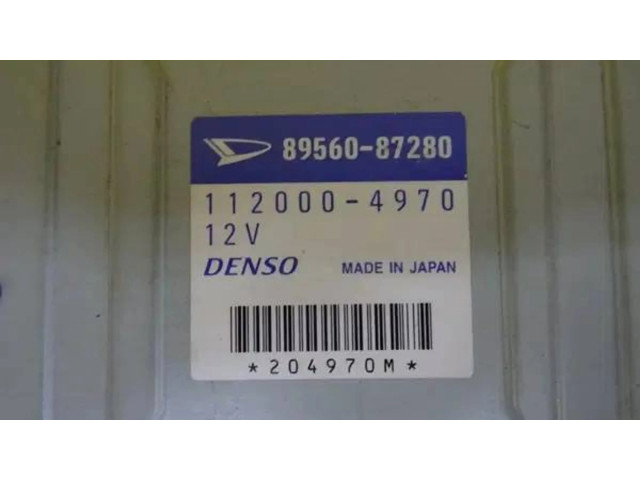 89560-87280
112000-4970
12V
DENSO MADE IN JAPAN
*204970M*